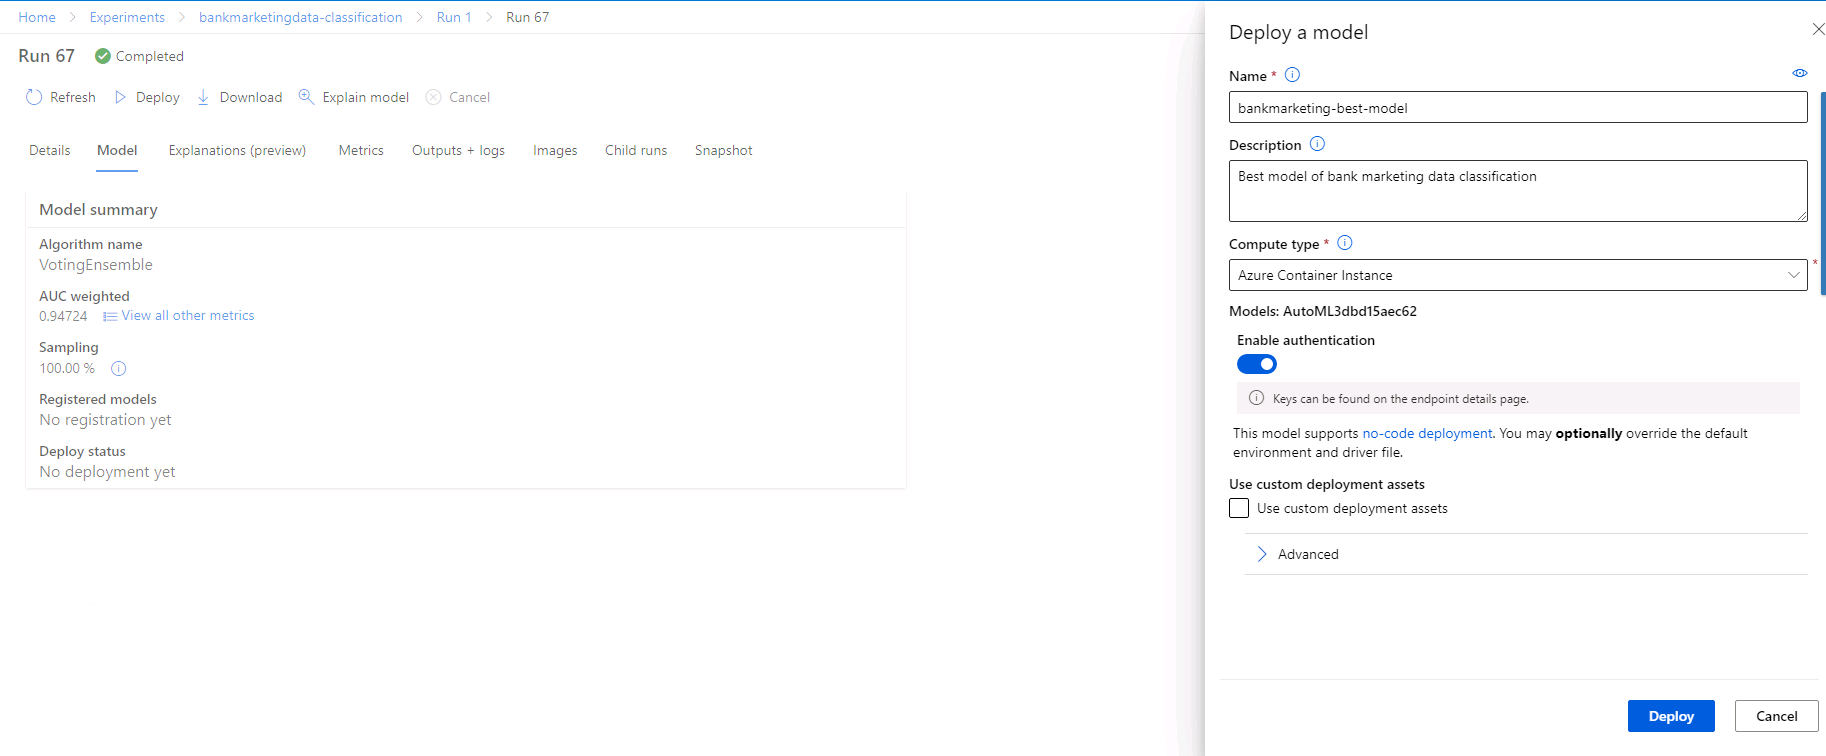 Home > Experiments > bankmarketingdata-classification > Run 1 > Run 67
Run 67 Completed
Refresh Deploy Download Explain model Cancel
Details Model Explanations (preview) Metrics Outputs + logs Images Child runs Snapshot
Model summary
Algorithm name
VotingEnsemble
AUC weighted
0.94724 View all other metrics
Sampling
100.00 %
Registered models
No registration yet
Deploy status
No deployment yet
Deploy a model
Name *
bankmarketing-best-model
Description
Best model of bank marketing data classification
Compute type *
Azure Container Instance *
Models: AutoML3dbd15aec62
Enable authentication
Keys can be found on the endpoint details page.
This model supports no-code deployment. You may optionally override the default
environment and driver file.
Use custom deployment assets
Use custom deployment assets
Advanced
Deploy Cancel